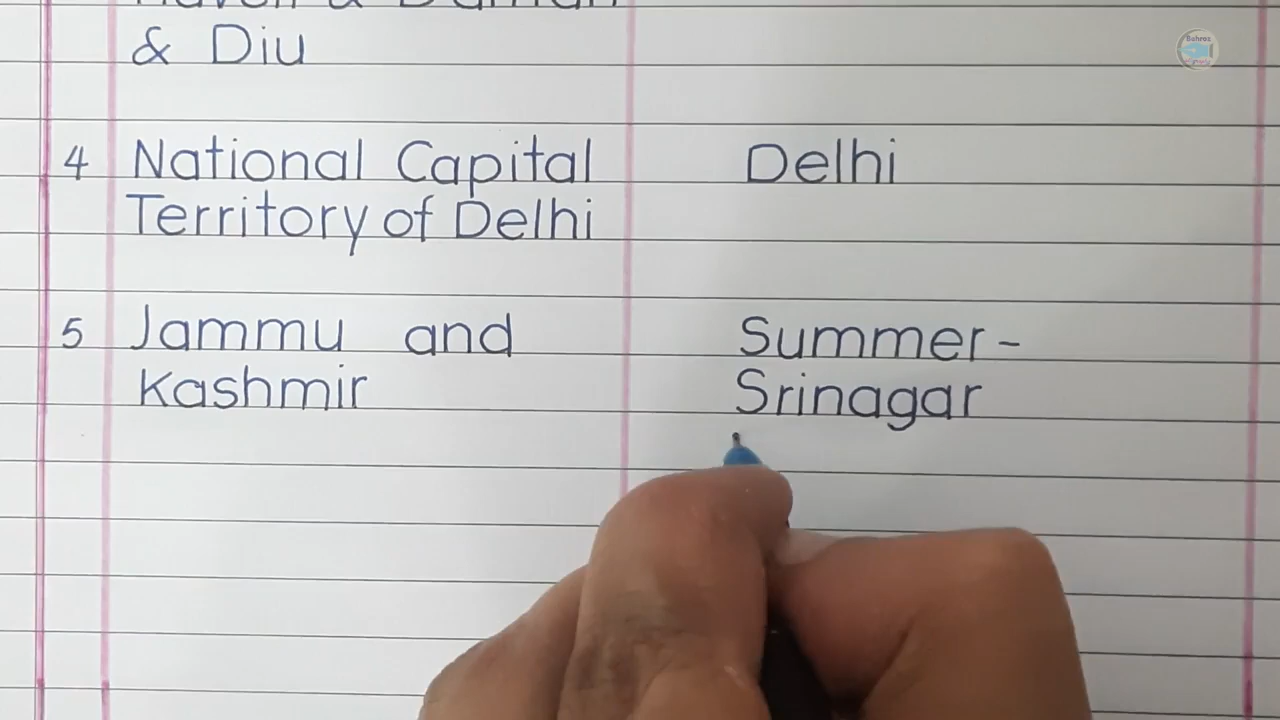 & Diu
4 National Capital Delhi
Territory of Delhi
5 Jammu and Summer-
Kashmir Srinagar